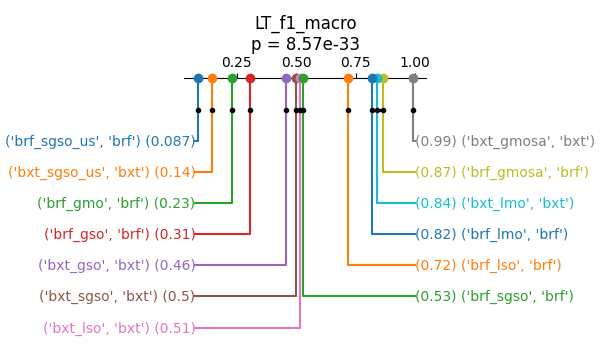 LT_f1_macro
p = 8.57e-33
0.25 0.50 0.75 1.00
('brf_sgso_us', 'brf') (0.087)
(0.99) ('bxt_gmosa', 'bxt')
('bxt_sgso_us', 'bxt') (0.14)
(0.87) ('brf_gmosa', 'brf')
('brf_gmo', 'brf') (0.23)
(0.84) ('bxt_lmo', 'bxt')
('brf_gso', 'brf') (0.31)
(0.82) ('brf_lmo', 'brf')
('bxt_gso', 'bxt') (0.46)
(0.72) ('brf_lso', 'brf')
('bxt_sgso', 'bxt') (0.5)
(0.53) ('brf_sgso', 'brf')
('bxt_lso', 'bxt') (0.51)